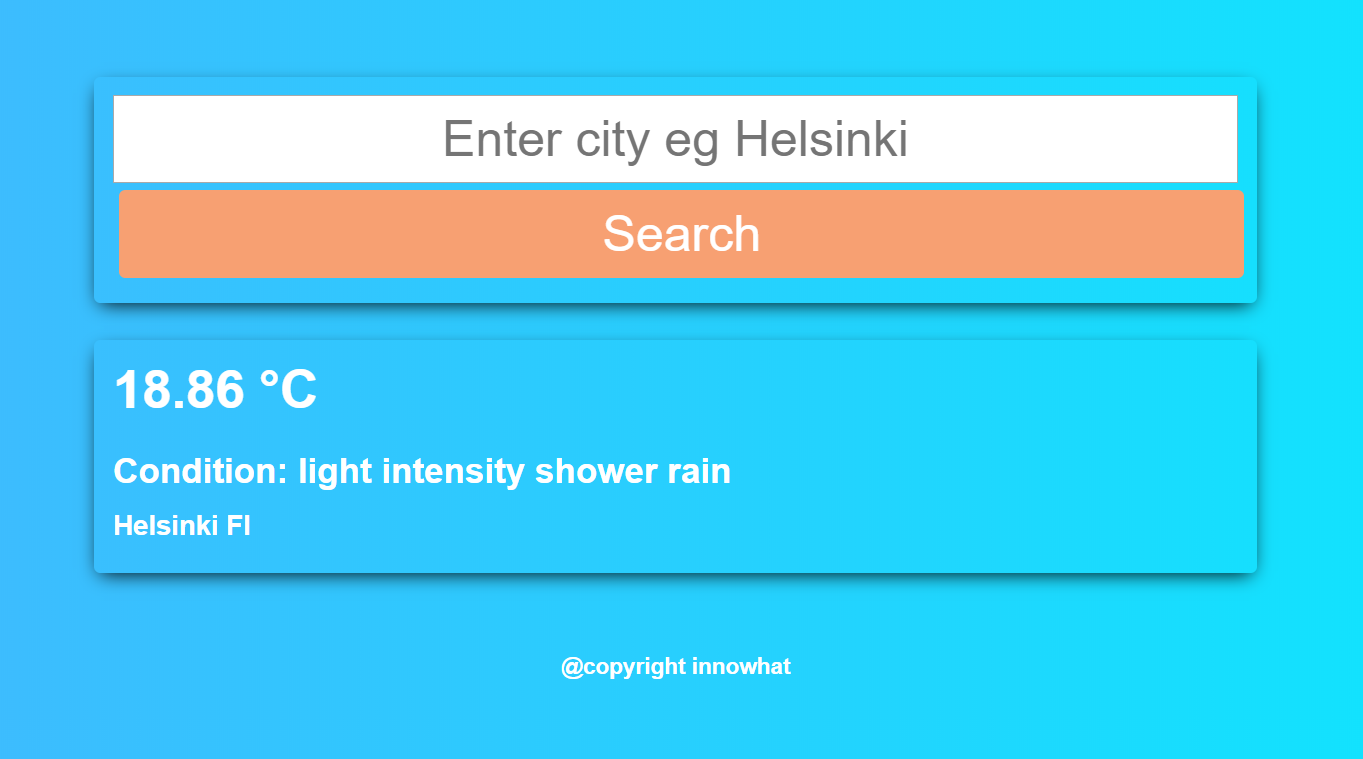 Enter city eg Helsinki
Search
18.86 °C
Condition: light intensity shower rain
Helsinki FI
@copyright innowhat